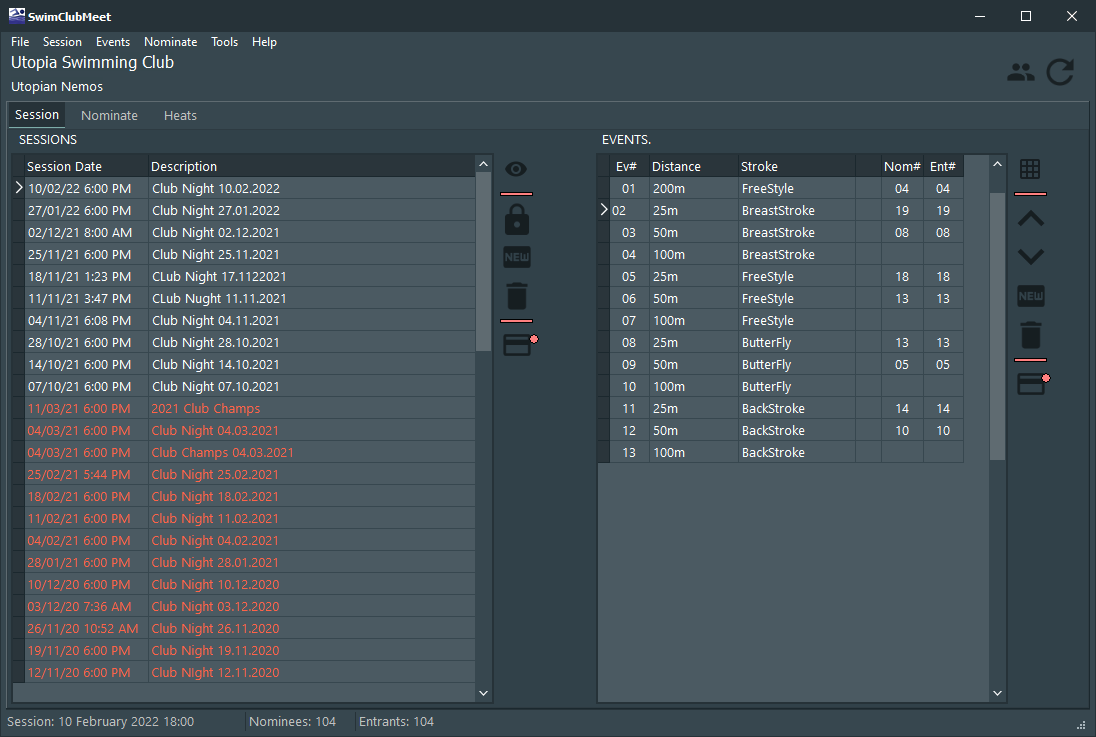 SwimClubMeet
File Session Events Nominate Tools Help
Utopia Swimming Club
Utopian Nemos
Session Nominate Heats
SESSIONS
Session Date Description
10/02/22 6:00 PM Club Night 10.02.2022
27/01/22 6:00 PM Club Night 27.01.2022
02/12/21 8:00 AM Club Night 02.12.2021
25/11/21 6:00 PM Club Night 25.11.2021
18/11/21 1:23 PM CLub Night 17.1122021
11/11/21 3:47 PM CLub Nught 11.11.2021
04/11/21 6:08 PM Club Night 04.11.2021
28/10/21 6:00 PM Club Night 28.10.2021
14/10/21 6:00 PM Club Night 14.10.2021
07/10/21 6:00 PM Club Night 07.10.2021
11/03/21 6:00 PM 2021 Club Champs
04/03/21 6:00 PM Club Night 04.03.2021
04/03/21 6:00 PM Club Champs 04.03.2021
25/02/21 5:44 PM Club Night 25.02.2021
18/02/21 6:00 PM Club Night 18.02.2021
11/02/21 6:00 PM Club Night 11.02.2021
04/02/21 6:00 PM Club Night 04.02.2021
28/01/21 6:00 PM Club Night 28.01.2021
10/12/20 6:00 PM Club Night 10.12.2020
03/12/20 7:36 AM Club Night 03.12.2020
26/11/20 10:52 AM Club Night 26.11.2020
19/11/20 6:00 PM Club Night 19.11.2020
12/11/20 6:00 PM Club Night 12.11.2020
NEW
EVENTS.
Ev# Distance Stroke Nom# Ent#
01 200m FreeStyle 04 04
02 25m BreastStroke 19 19
03 50m BreastStroke 08 08
04 100m BreastStroke
05 25m FreeStyle 18 18
06 50m FreeStyle 13 13
07 100m FreeStyle
08 25m ButterFly 13 13
09 50m ButterFly 05 05
10 100m ButterFly
11 25m BackStroke 14 14
12 50m BackStroke 10 10
13 100m BackStroke
NEW
Session: 10 February 2022 18:00 Nominees: 104 Entrants: 104